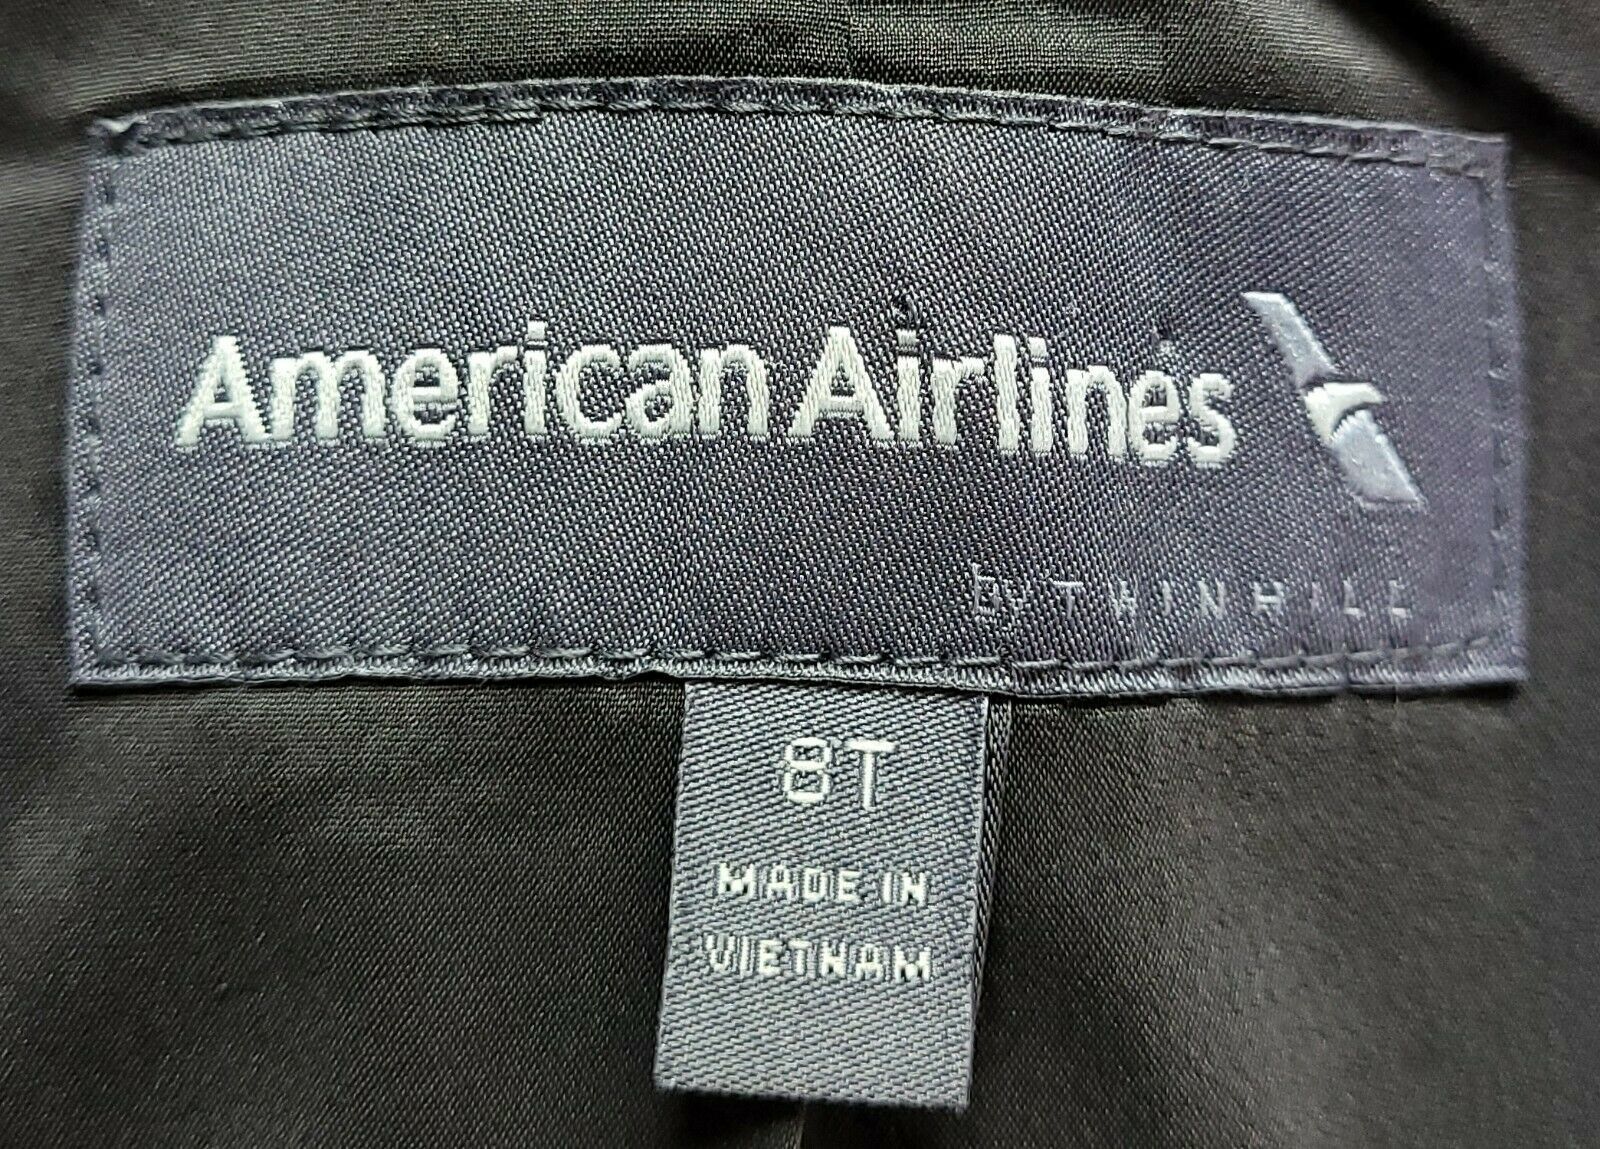 American Airlines
by TWINHILL
8T
MADE IN
VIETNAM